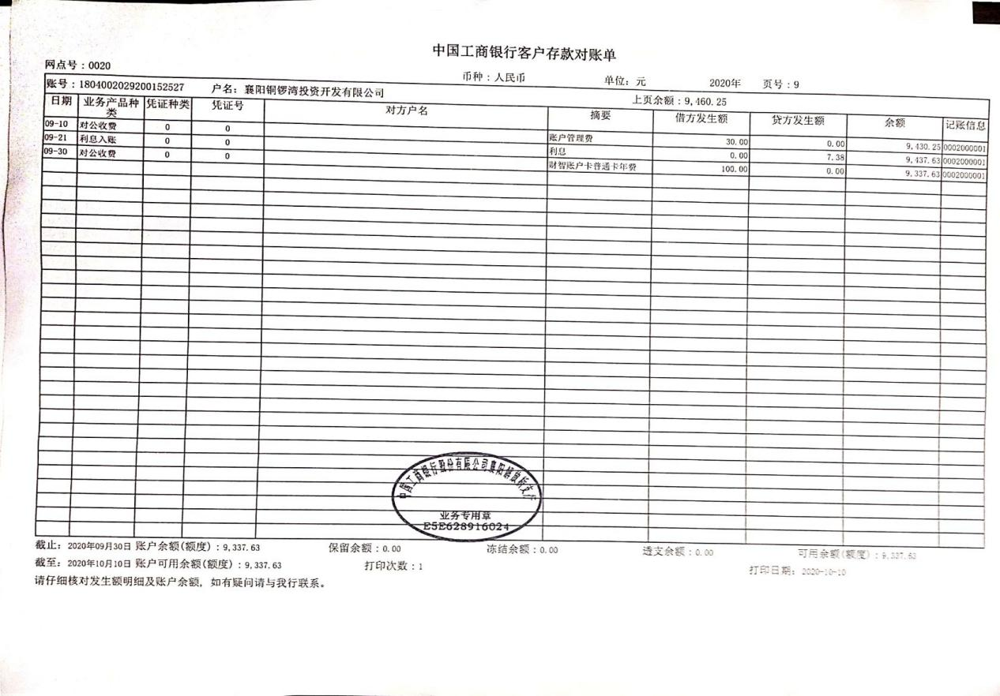 中国工商银行客户存款对账单
网点号：0020
币种：人民币 单位：元 2020年 页号：9
账号：1804002029200152527 户名：襄阳铜锣湾投资开发有限公司 上页余额：9,460.25
日期 业务产品种类 凭证种类 凭证号 对方户名 摘要 借方发生额 贷方发生额 余额 记账信息
09-10 对公收费 0 0 账户管理费 30.00 0.00 9,430.25 0002000001
09-21 利息入账 0 0 利息 0.00 7.38 9,437.63 0002000001
09-30 对公收费 0 0 财智账户卡普通卡年费 100.00 0.00 9,337.63 0002000001
中国工商银行股份有限公司襄阳解放桥支行
业务专用章
E5E628916024
截止：2020年09月30日 账户余额(额度)：9,337.63 保留余额：0.00 冻结余额：0.00 透支余额：0.00 可用余额(额度)：9,337.63
截至：2020年10月10日 账户可用余额(额度)：9,337.63 打印次数：1 打印日期：2020-10-10
请仔细核对发生额明细及账户余额，如有疑问请与我行联系。